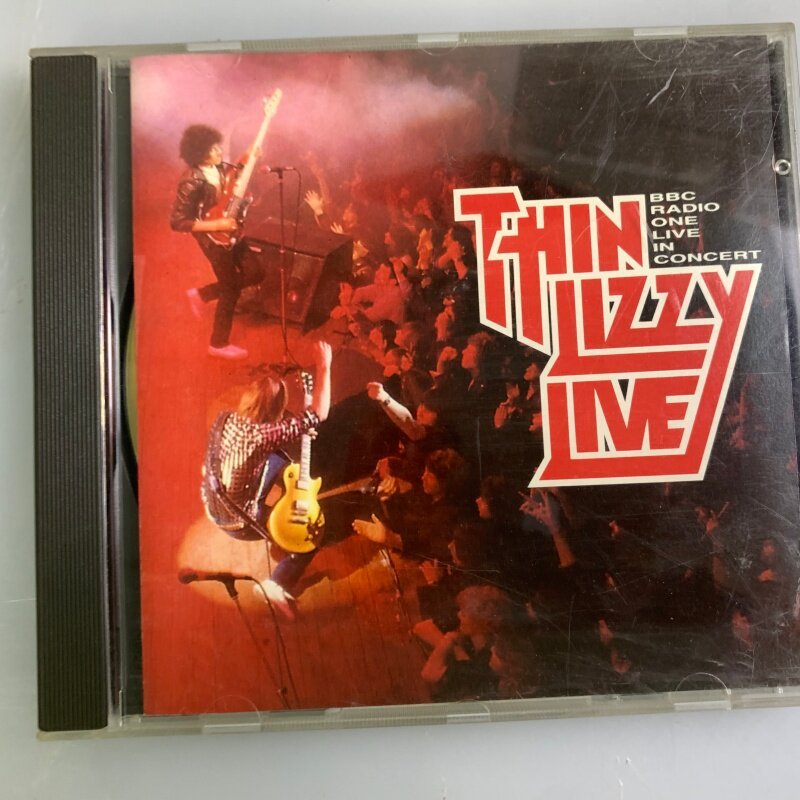 THIN
LIZZY
LIVE
BBC
RADIO
ONE
LIVE
IN
CONCERT